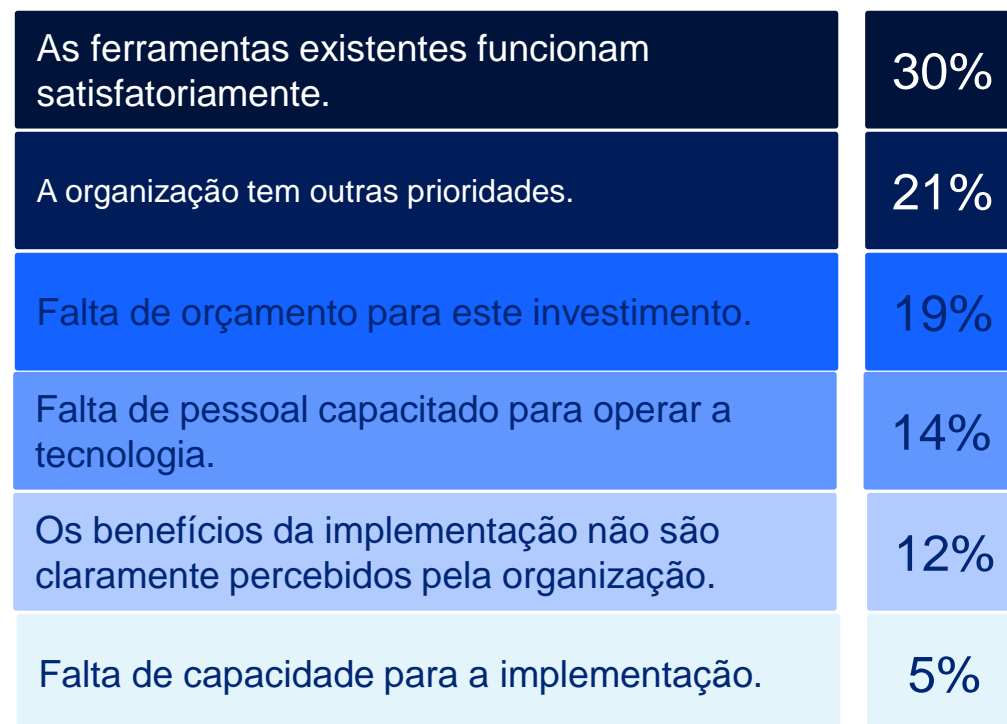 As ferramentas existentes funcionam
satisfatoriamente.
30%
A organização tem outras prioridades.
21%
Falta de orçamento para este investimento.
19%
Falta de pessoal capacitado para operar a
tecnologia.
14%
Os benefícios da implementação não são
claramente percebidos pela organização.
12%
Falta de capacidade para a implementação.
5%